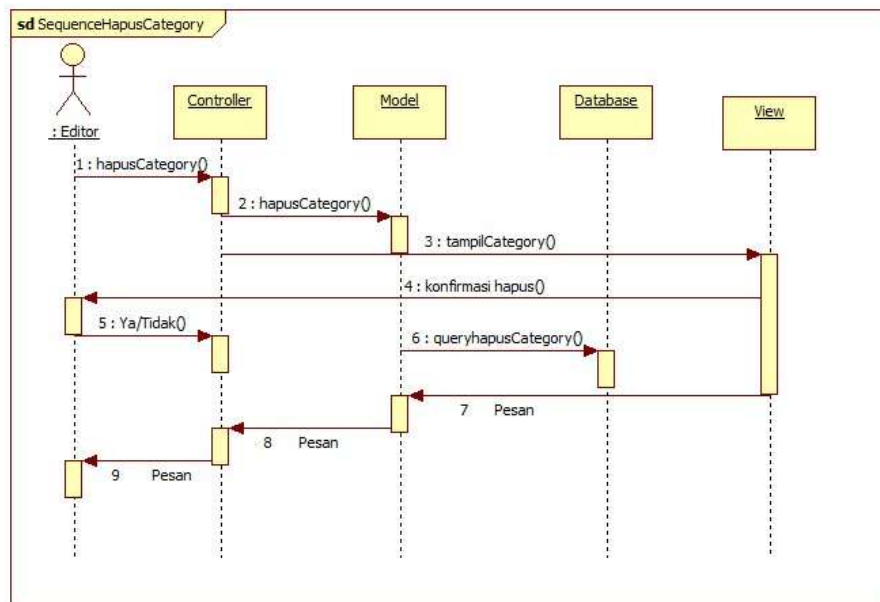 sd SequenceHapusCategory
: Editor
Controller
Model
Database
View
1 : hapusCategory()
2 : hapusCategory()
3 : tampilCategory()
4 : konfirmasi hapus()
5 : Ya/Tidak()
6 : queryhapusCategory()
7 Pesan
8 Pesan
9 Pesan